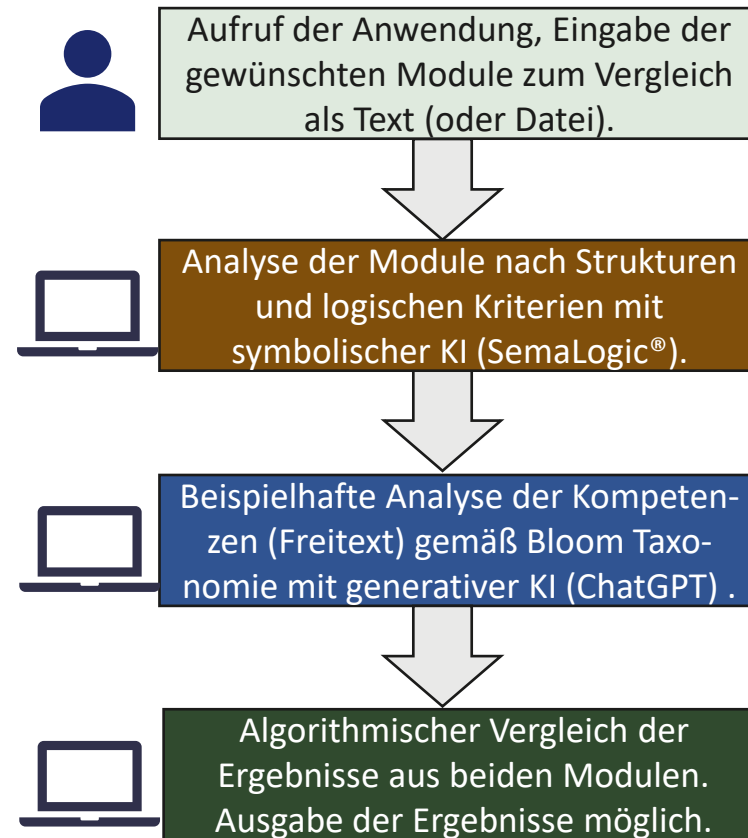 Aufruf der Anwendung, Eingabe der
gewünschten Module zum Vergleich
als Text (oder Datei).
Analyse der Module nach Strukturen
und logischen Kriterien mit
symbolischer KI (SemaLogic®).
Beispielhafte Analyse der Kompeten-
zen (Freitext) gemäß Bloom Taxo-
nomie mit generativer KI (ChatGPT) .
Algorithmischer Vergleich der
Ergebnisse aus beiden Modulen.
Ausgabe der Ergebnisse möglich.